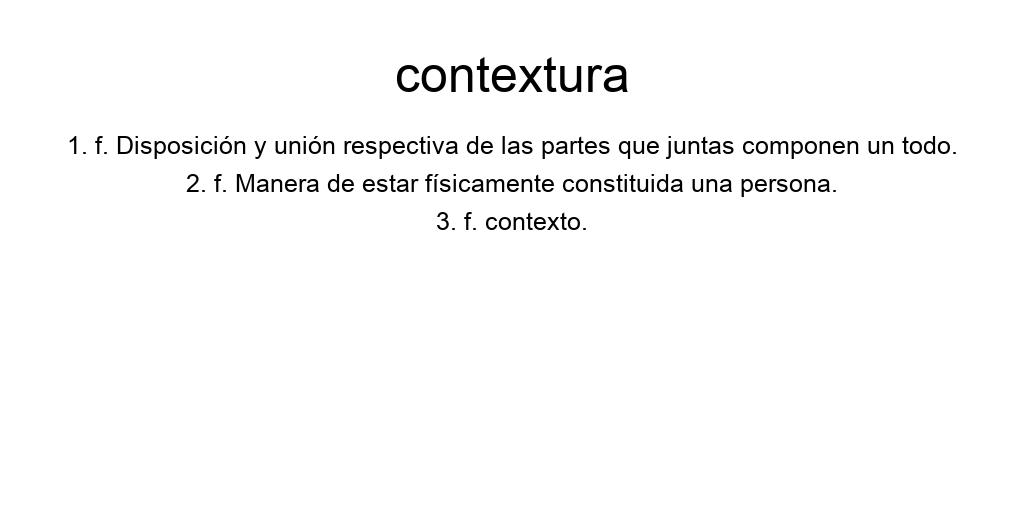 contextura
1. f. Disposición y unión respectiva de las partes que juntas componen un todo.
2. f. Manera de estar físicamente constituida una persona.
3. f. contexto.